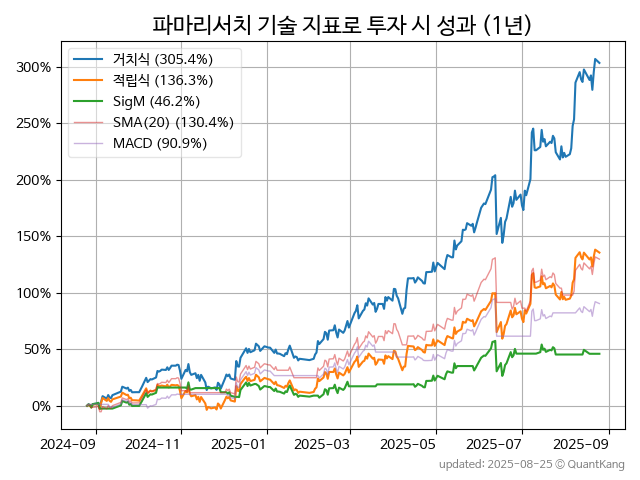 파마리서치 기술 지표로 투자 시 성과 (1년)
거치식 (305.4%)
적립식 (136.3%)
SigM (46.2%)
SMA(20) (130.4%)
MACD (90.9%)
300%
250%
200%
150%
100%
50%
0%
2024-09 2024-11 2025-01 2025-03 2025-05 2025-07 2025-09
updated: 2025-08-25 © QuantKang